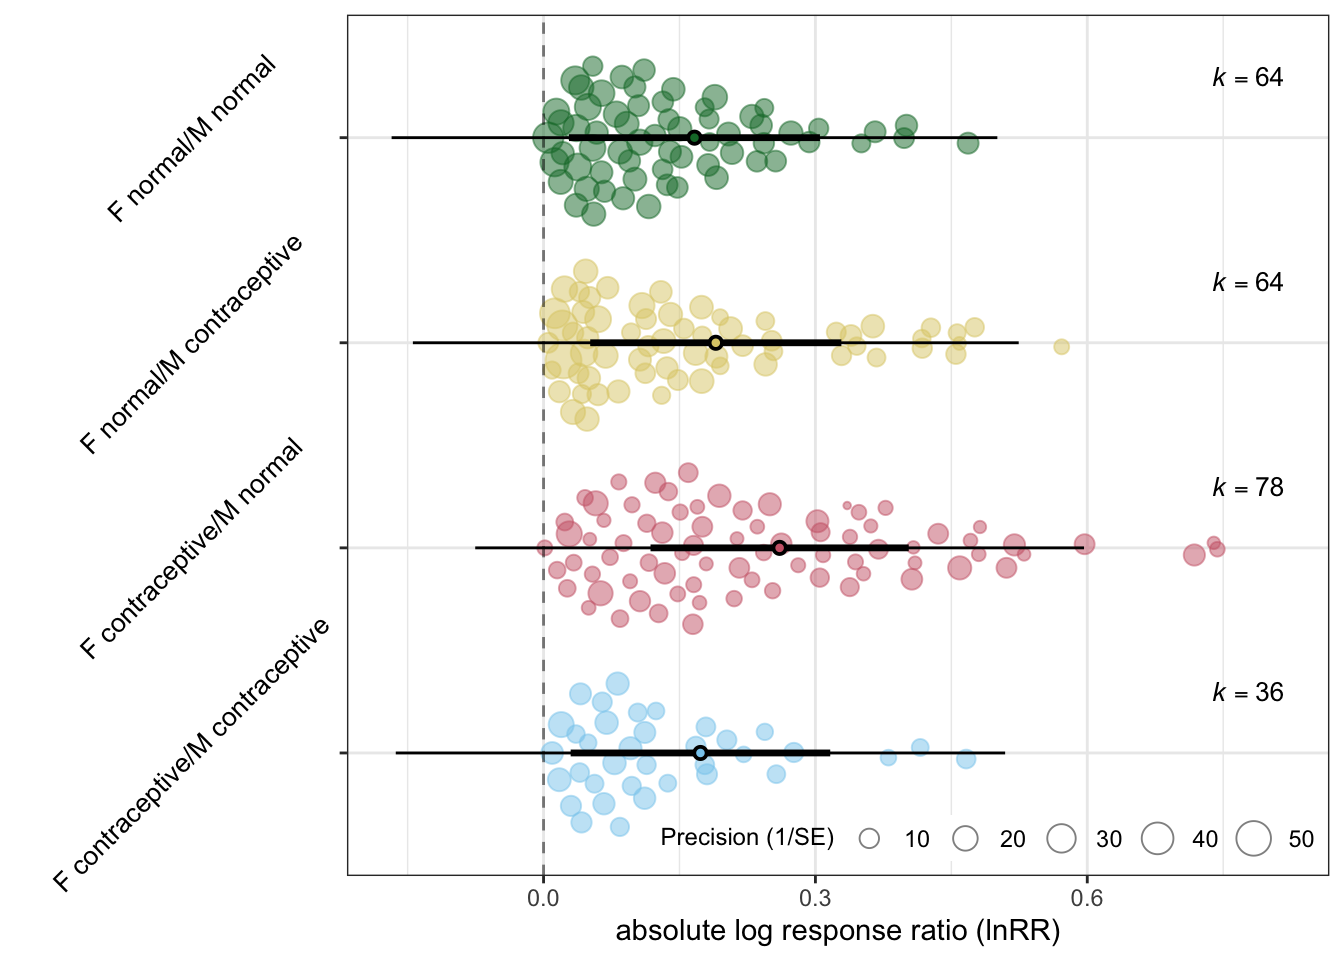 F normal/M normal
k = 64
F normal/M contraceptive
k = 64
F contraceptive/M normal
k = 78
F contraceptive/M contraceptive
k = 36
Precision (1/SE) 10 20 30 40 50
0.0 0.3 0.6
absolute log response ratio (lnRR)